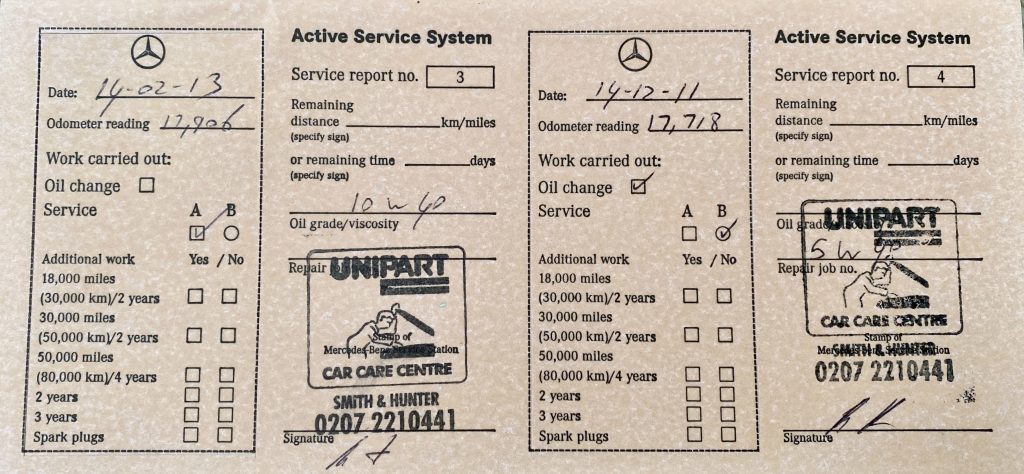 Active Service System
Date: 14-02-13
Service report no. 3
Odometer reading 17,906
Remaining
distance km/miles
(specify sign)
Work carried out:
or remaining time days
(specify sign)
Oil change
Service A B
10 W 40
Oil grade/viscosity
Additional work Yes / No
18,000 miles
(30,000 km)/2 years
30,000 miles
(50,000 km)/2 years
50,000 miles
(80,000 km)/4 years
2 years
3 years
Spark plugs
Repair
UNIPART
Stamp of
Mercedes-Benz Service Station
CAR CARE CENTRE
SMITH & HUNTER
0207 2210441
Signature
Active Service System
Date: 14-12-11
Service report no. 4
Odometer reading 17,718
Remaining
distance km/miles
(specify sign)
Work carried out:
or remaining time days
(specify sign)
Oil change
Service A B
Additional work Yes / No
18,000 miles
(30,000 km)/2 years
30,000 miles
(50,000 km)/2 years
50,000 miles
(80,000 km)/4 years
2 years
3 years
Spark plugs
UNIPART
Oil
5 W
Repair job no.
CAR CARE CENTRE
Stamp of
SMITH & HUNTER
0207 2210441
Signature